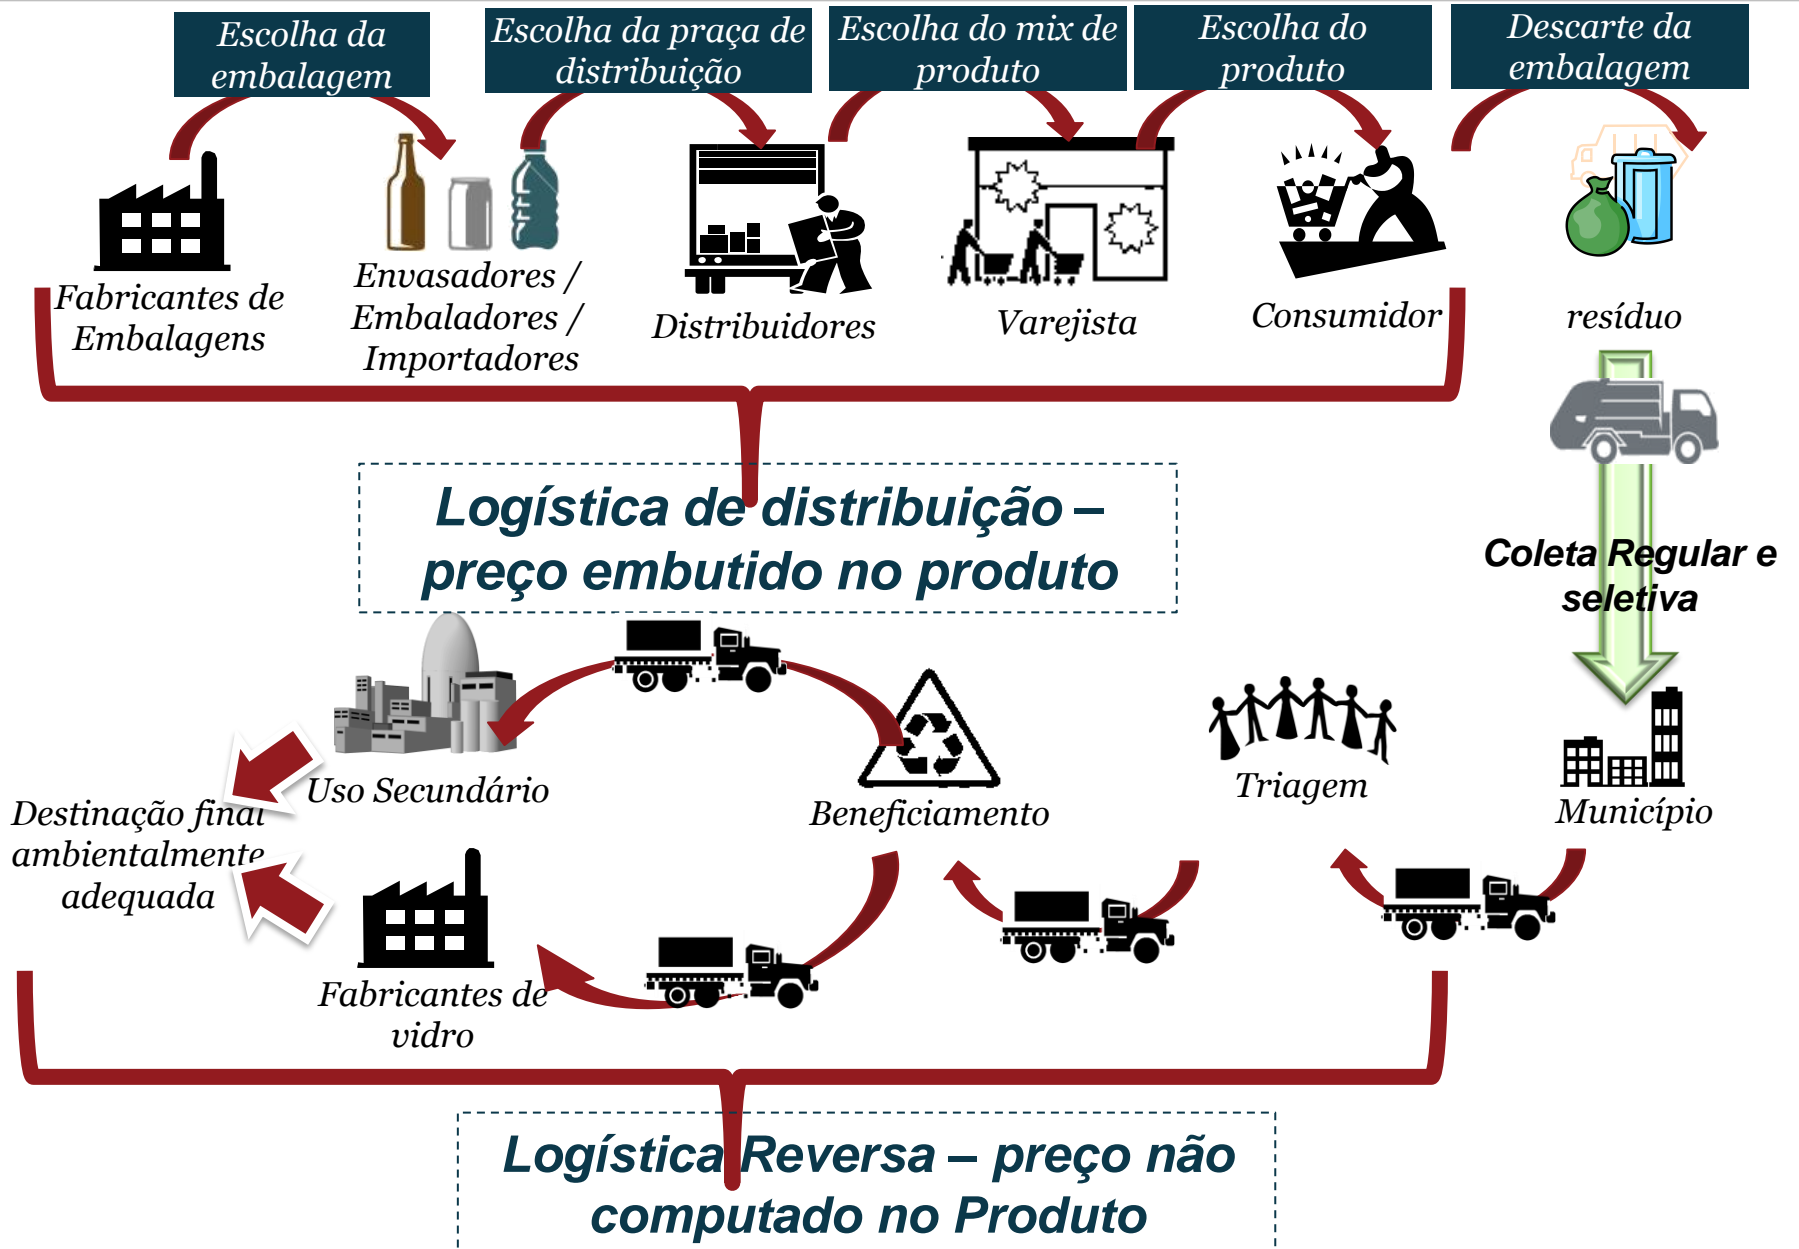 Escolha da
embalagem
Escolha da praça de
distribuição
Escolha do mix de
produto
Escolha do
produto
Descarte da
embalagem
Fabricantes de
Embalagens
Envasadores /
Embaladores /
Importadores
Distribuidores
Varejista
Consumidor
resíduo
Logística de distribuição –
preço embutido no produto
Coleta Regular e
seletiva
Uso Secundário
Beneficiamento
Triagem
Município
Destinação final
ambientalmente
adequada
Fabricantes de
vidro
Logística Reversa – preço não
computado no Produto